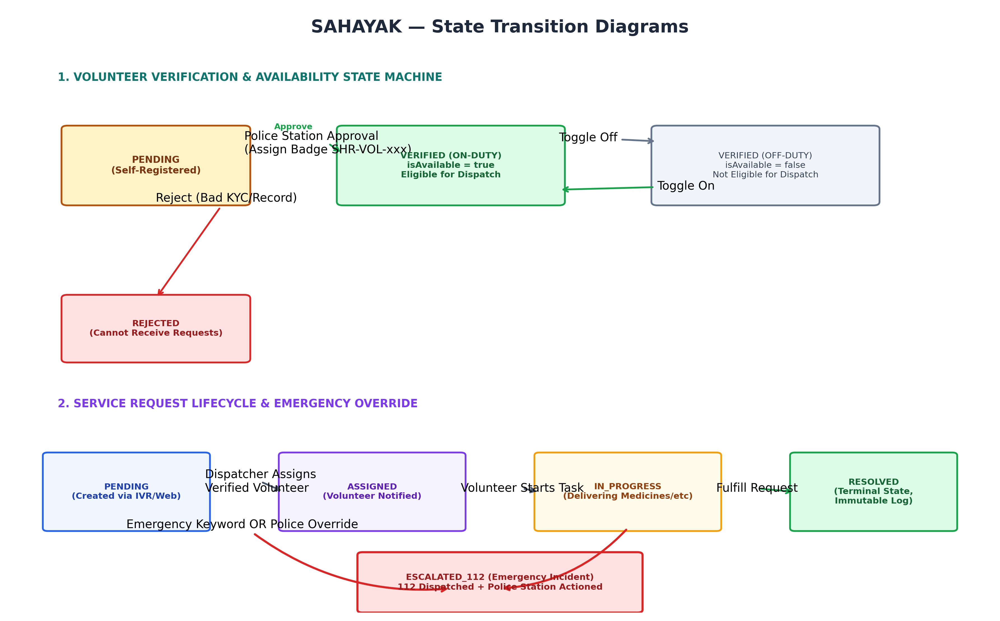 SAHAYAK — State Transition Diagrams
1. VOLUNTEER VERIFICATION & AVAILABILITY STATE MACHINE
PENDING
(Self-Registered)
Approve
Police Station Approval
(Assign Badge SHR-VOL-xxx)
Reject (Bad KYC/Record)
VERIFIED (ON-DUTY)
isAvailable = true
Eligible for Dispatch
Toggle Off
VERIFIED (OFF-DUTY)
isAvailable = false
Not Eligible for Dispatch
Toggle On
REJECTED
(Cannot Receive Requests)
2. SERVICE REQUEST LIFECYCLE & EMERGENCY OVERRIDE
PENDING
(Created via IVR/Web)
Dispatcher Assigns
Verified Volunteer
ASSIGNED
(Volunteer Notified)
Volunteer Starts Task
IN_PROGRESS
(Delivering Medicines/etc)
Fulfill Request
RESOLVED
(Terminal State,
Immutable Log)
Emergency Keyword OR Police Override
ESCALATED_112 (Emergency Incident)
112 Dispatched + Police Station Actioned